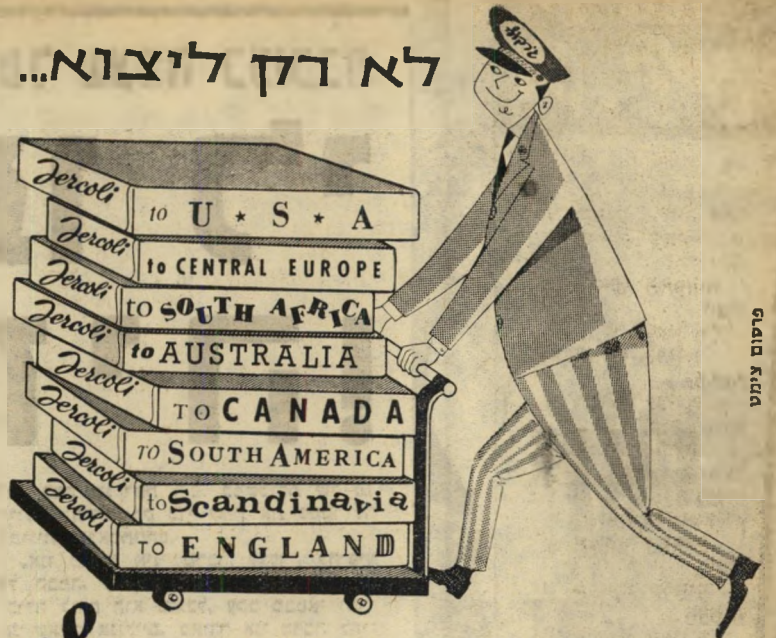 לא רק ליצוא...
Jercoli to U ★ S ★ A
Jercoli to CENTRAL EUROPE
Jercoli TO SOUTH AFRICA
Jercoli to AUSTRALIA
Jercoli TO CANADA
Jercoli TO SOUTH AMERICA
Jercoli to Scandinavia
Jercoli TO ENGLAND
פרסום